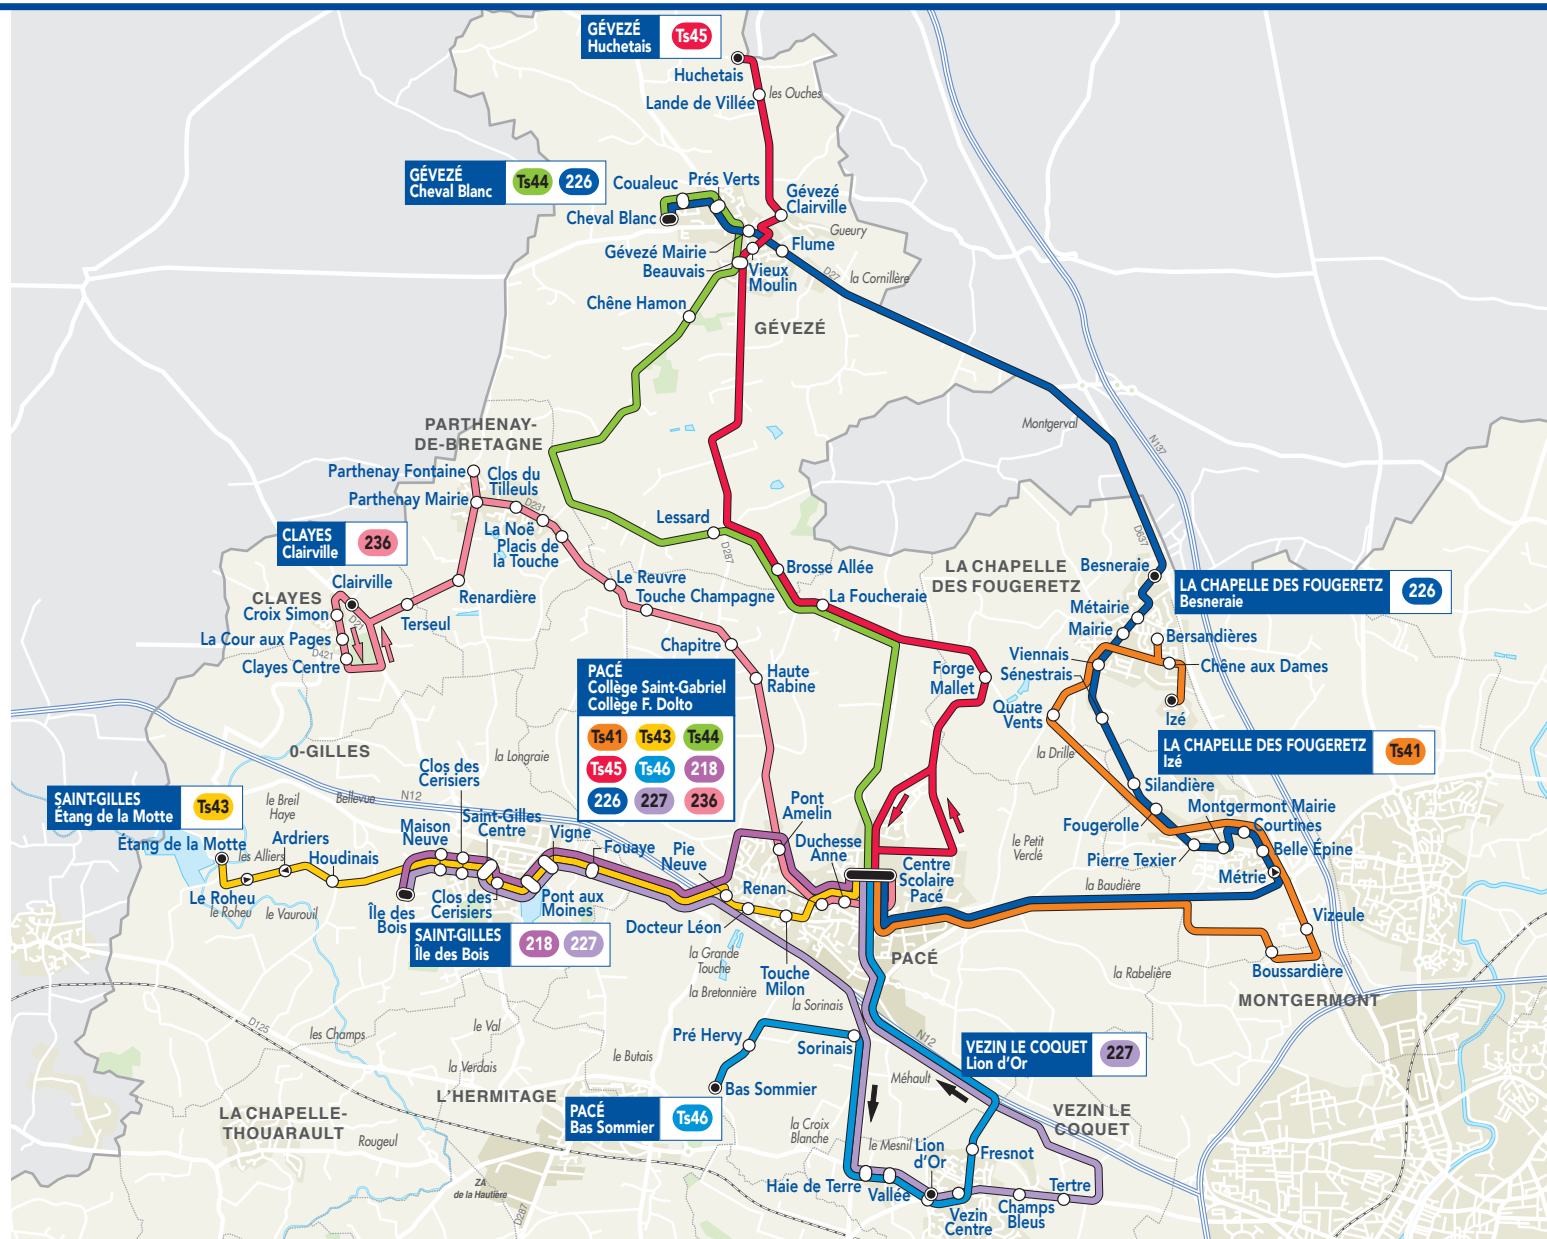 GÉVEZÉ
Huchetais
Ts45
Huchetais
Lande de Villée
les Ouches
GÉVEZÉ
Cheval Blanc
Ts44
226
Coualeuc
Prés Verts
Cheval Blanc
Gévezé
Clairville
Gueury
Gévezé Mairie
Flume
Beauvais
Vieux
Moulin
D27
la Cornillère
Chêne Hamon
GÉVEZÉ
PARTHENAY-
DE-BRETAGNE
Montgerval
N137
Parthenay Fontaine
Clos du
Tilleuls
Parthenay Mairie
D231
La Noë
Placis de
la Touche
Lessard
D287
D637
CLAYES
Clairville
236
Clairville
CLAYES
Croix Simon
D21
La Cour aux Pages
D421
Clayes Centre
Terseul
Renardière
Le Reuvre
Touche Champagne
Chapitre
Haute
Rabine
Brosse Allée
La Foucheraie
LA CHAPELLE
DES FOUGERETZ
Besneraie
LA CHAPELLE DES FOUGERETZ
Besneraie
226
Métairie
Mairie
Bersandières
Viennais
Sénestrais
Chêne aux Dames
Forge
Mallet
Quatre
Vents
Izé
la Drille
LA CHAPELLE DES FOUGERETZ
Izé
Ts41
PACÉ
Collège Saint-Gabriel
Collège F. Dolto
Ts41
Ts43
Ts44
Ts45
Ts46
218
226
227
236
0-GILLES
la Longraie
Clos des
Cerisiers
SAINT-GILLES
Étang de la Motte
Ts43
le Breil
Haye
Bellevue
N12
Étang de la Motte
les Alliers
Ardriers
Houdinais
Le Roheu
le Roheu
le Vaurouil
Maison
Neuve
Saint-Gilles
Centre
Vigne
Fouaye
Île des
Bois
Clos des
Cerisiers
Pont aux
Moines
SAINT-GILLES
Île des Bois
218
227
Pie
Neuve
Pont
Amelin
Duchesse
Anne
Renan
Docteur Léon
Touche
Milon
Centre
Scolaire
Pacé
Silandière
Fougerolle
Montgermont Mairie
Courtines
Belle Épine
Pierre Texier
Métrie
le Petit
Verclé
la Baudière
Vizeule
Boussardière
la Rabelière
MONTGERMONT
PACÉ
la Grande
Touche
la Bretonnière
la Sorinais
D125
les Champs
le Val
la Verdais
le Butais
Pré Hervy
Sorinais
Bas Sommier
N12
Méhault
VEZIN LE COQUET
Lion d'Or
227
L'HERMITAGE
PACÉ
Bas Sommier
Ts46
LA CHAPELLE-
THOUARAULT
Rougeul
la Croix
Blanche
le Mesnil
VEZIN LE
COQUET
Lion
d'Or
Fresnot
ZA
de la Hautière
D287
Haie de Terre
Vallée
Vezin
Centre
Champs
Bleus
Tertre